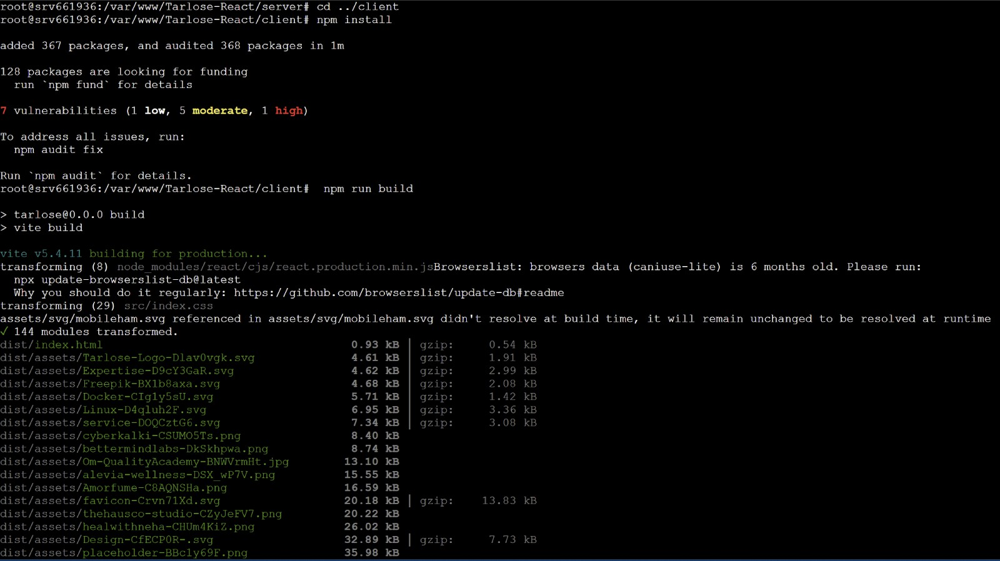 root@srv661936:/var/www/Tarlose-React/server# cd ../client
root@srv661936:/var/www/Tarlose-React/client# npm install
added 367 packages, and audited 368 packages in 1m
128 packages are looking for funding
  run `npm fund` for details
7 vulnerabilities (1 low, 5 moderate, 1 high)
To address all issues, run:
  npm audit fix
Run `npm audit` for details.
root@srv661936:/var/www/Tarlose-React/client#  npm run build
> tarlose@0.0.0 build
> vite build
vite v5.4.11 building for production...
transforming (8) node_modules/react/cjs/react.production.min.jsBrowserslist: browsers data (caniuse-lite) is 6 months old. Please run:
  npx update-browserslist-db@latest
  Why you should do it regularly: https://github.com/browserslist/update-db#readme
transforming (29) src/index.css
assets/svg/mobileham.svg referenced in assets/svg/mobileham.svg didn't resolve at build time, it will remain unchanged to be resolved at runtime
✓ 144 modules transformed.
dist/index.html 0.93 kB │ gzip: 0.54 kB
dist/assets/Tarlose-Logo-Dlav0vgk.svg 4.61 kB │ gzip: 1.91 kB
dist/assets/Expertise-D9cY3GaR.svg 4.62 kB │ gzip: 2.99 kB
dist/assets/Freepik-BX1b8axa.svg 4.68 kB │ gzip: 2.08 kB
dist/assets/Docker-CIg1y5sU.svg 5.71 kB │ gzip: 1.42 kB
dist/assets/Linux-D4qluh2F.svg 6.95 kB │ gzip: 3.36 kB
dist/assets/service-DOQCztG6.svg 7.34 kB │ gzip: 3.08 kB
dist/assets/cyberkalki-CSUMO5Ts.png 8.40 kB
dist/assets/bettermindlabs-DkSkhpwa.png 8.74 kB
dist/assets/Om-QualityAcademy-BNWVrmHt.jpg 13.10 kB
dist/assets/alevia-wellness-DSX_wP7V.png 15.55 kB
dist/assets/Amorfume-C8AQNSHa.png 16.59 kB
dist/assets/favicon-Crvn71Xd.svg 20.18 kB │ gzip: 13.83 kB
dist/assets/thehausco-studio-CZyJeFV7.png 20.22 kB
dist/assets/healwithneha-CHUm4KiZ.png 26.02 kB
dist/assets/Design-CfECP0R-.svg 32.89 kB │ gzip: 7.73 kB
dist/assets/placeholder-BBc1y69F.png 35.98 kB